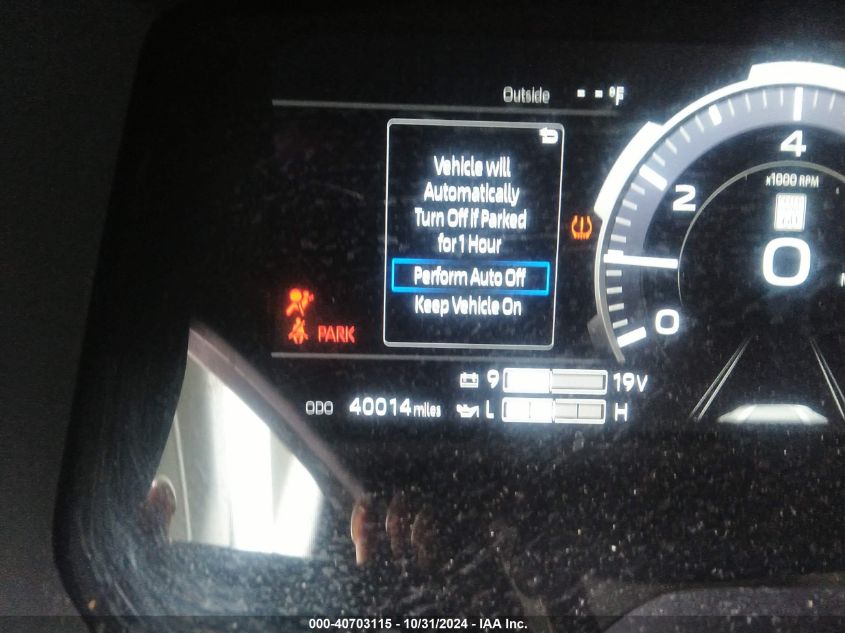 Outside -- °F
Vehicle will
Automatically
Turn Off if Parked
for 1 Hour
Perform Auto Off
Keep Vehicle On
PARK
4
x1000 RPM
2
0
0
9 19V
ODO 40014 miles L H
000-40703115 - 10/31/2024 - IAA Inc.